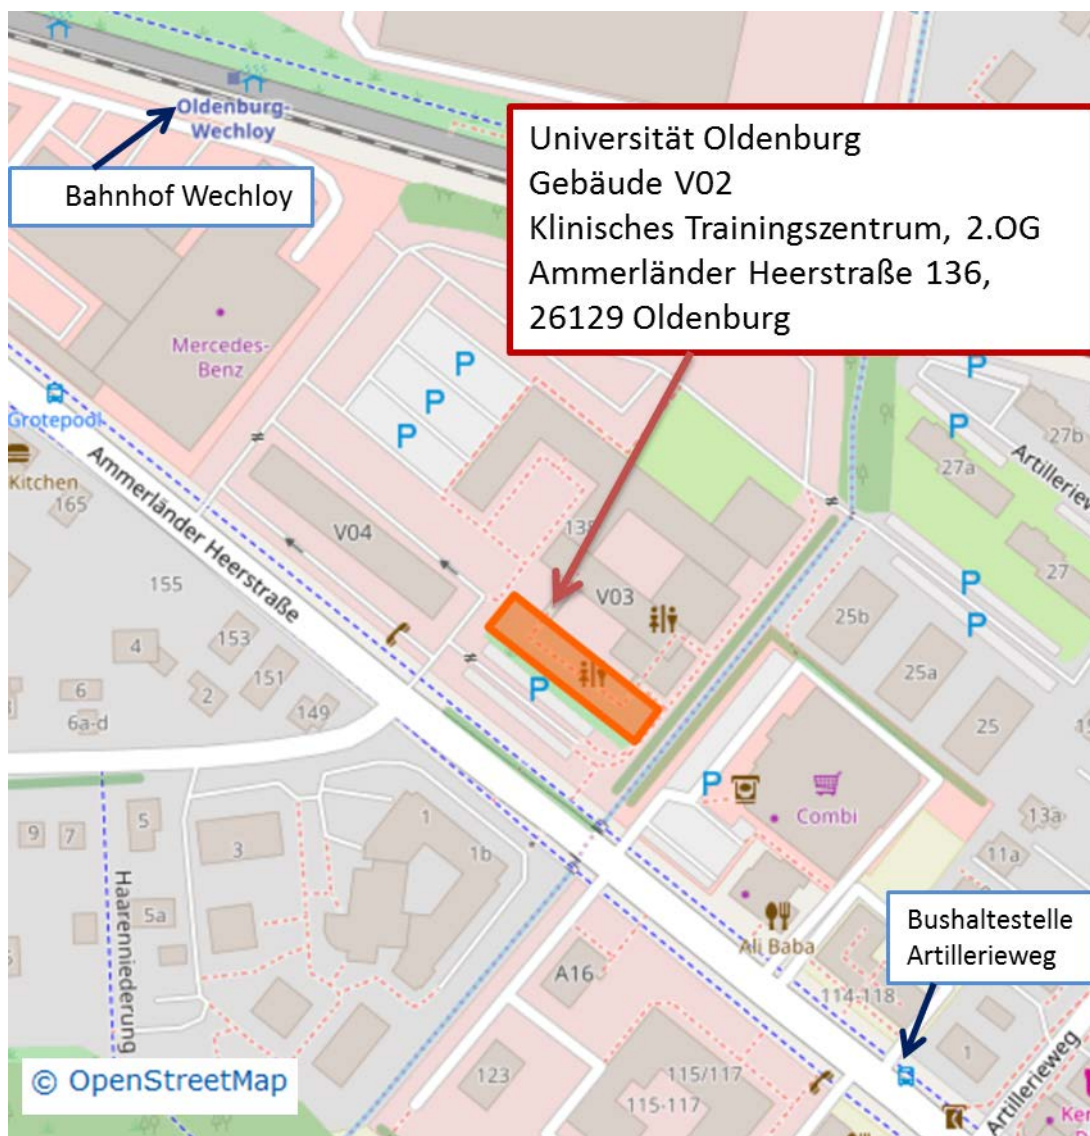 Oldenburg-
Wechloy
Bahnhof Wechloy
Universität Oldenburg
Gebäude V02
Klinisches Trainingszentrum, 2.OG
Ammerländer Heerstraße 136,
26129 Oldenburg
Mercedes-
Benz
P
P
P
P
P
27b
27a
Artilleriew
Grotepool
Kitchen
165
Ammerländer Heerstraße
V04
155
V03
27
P
P
25b
25a
25
4
153
151
2
149
6
6a-d
P
P
Combi
13a
11a
9
7
5
3
1
1b
5a
Haarenniederung
Ali Baba
Bushaltestelle
Artillerieweg
A16
114-118
1
123
115/117
115-117
Artillerieweg
© OpenStreetMap